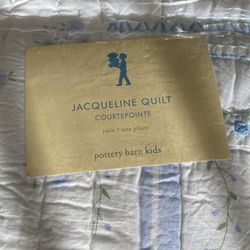 JACQUELINE QUILT
COURTEPOINTE
twin / une place
pottery barn kids